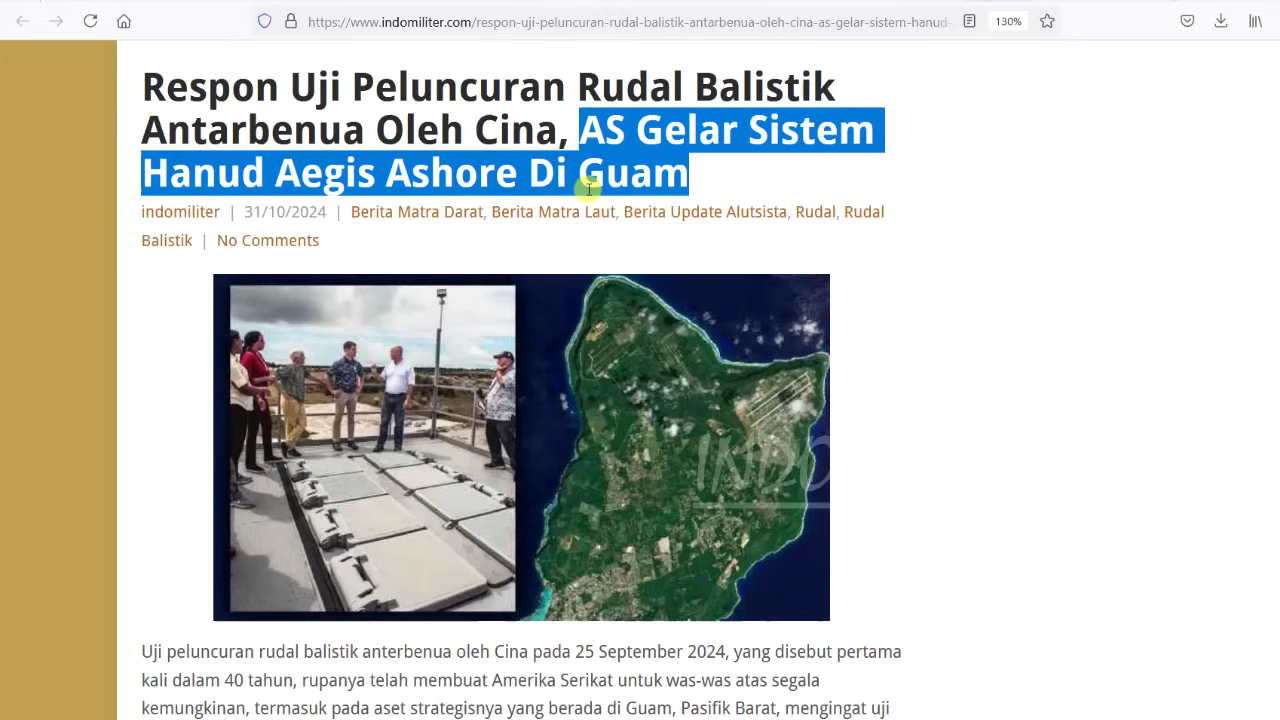 https://www.indomiliter.com/respon-uji-peluncuran-rudal-balistik-antarbenua-oleh-cina-as-gelar-sistem-hanud-
130%
Respon Uji Peluncuran Rudal Balistik
Antarbenua Oleh Cina, AS Gelar Sistem
Hanud Aegis Ashore Di Guam
indomiliter | 31/10/2024 | Berita Matra Darat, Berita Matra Laut, Berita Update Alutsista, Rudal, Rudal
Balistik | No Comments
INDO
Uji peluncuran rudal balistik anterbenua oleh Cina pada 25 September 2024, yang disebut pertama
kali dalam 40 tahun, rupanya telah membuat Amerika Serikat untuk was-was atas segala
kemungkinan, termasuk pada aset strategisnya yang berada di Guam, Pasifik Barat, mengingat uji